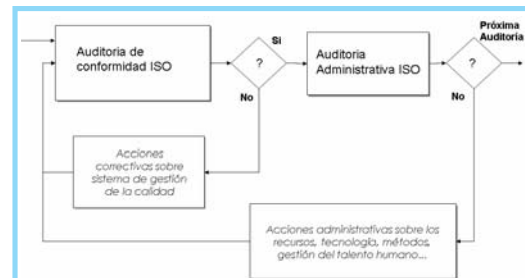 Próxima
Auditoría
Auditoria de
conformidad ISO
?
Si
No
Auditoria
Administrativa ISO
?
No
Acciones
correctivas sobre
sistema de gestión
de la calidad
Acciones administrativas sobre los
recursos, tecnología, métodos,
gestión del talento humano...